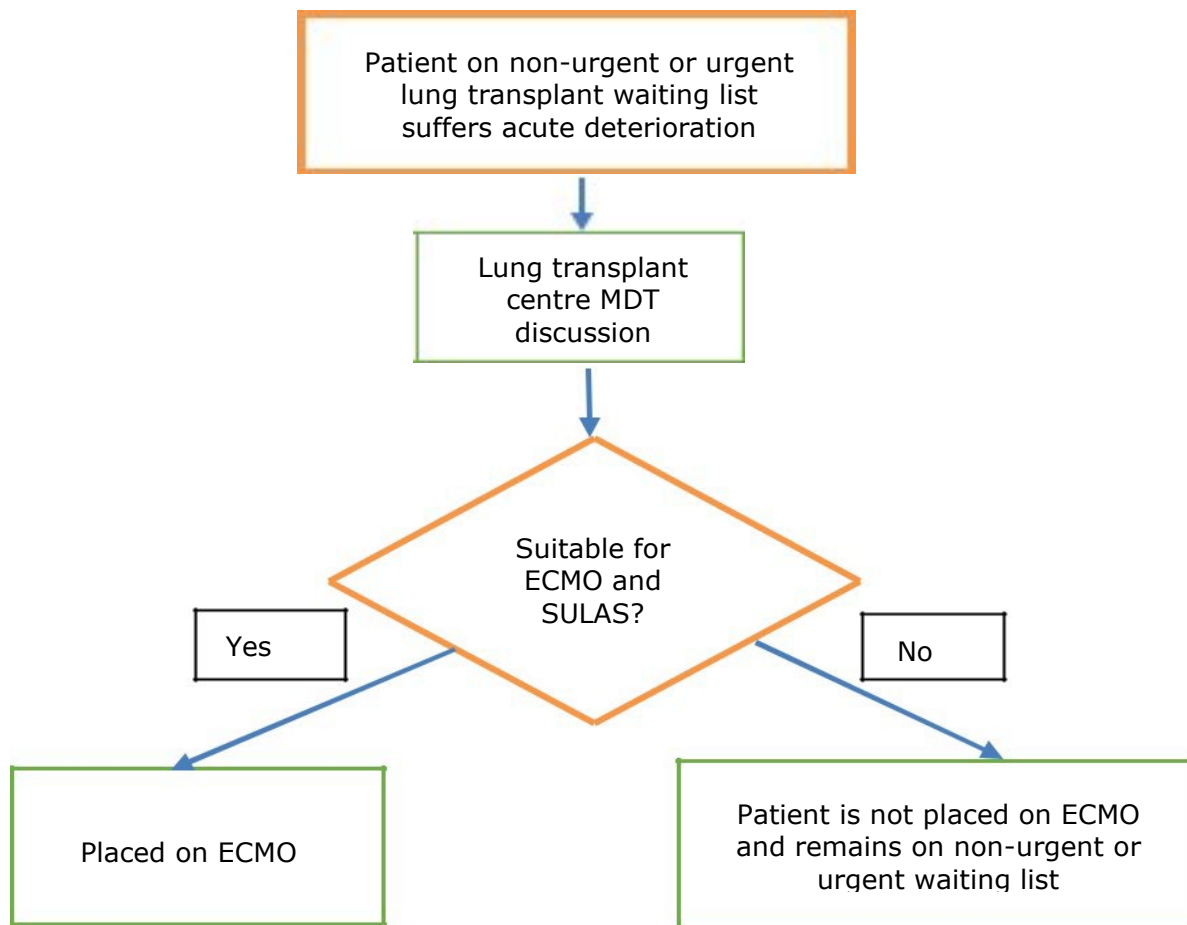 Patient on non-urgent or urgent
lung transplant waiting list
suffers acute deterioration
Lung transplant
centre MDT
discussion
Suitable for
ECMO and
SULAS?
Yes
No
Placed on ECMO
Patient is not placed on ECMO
and remains on non-urgent or
urgent waiting list